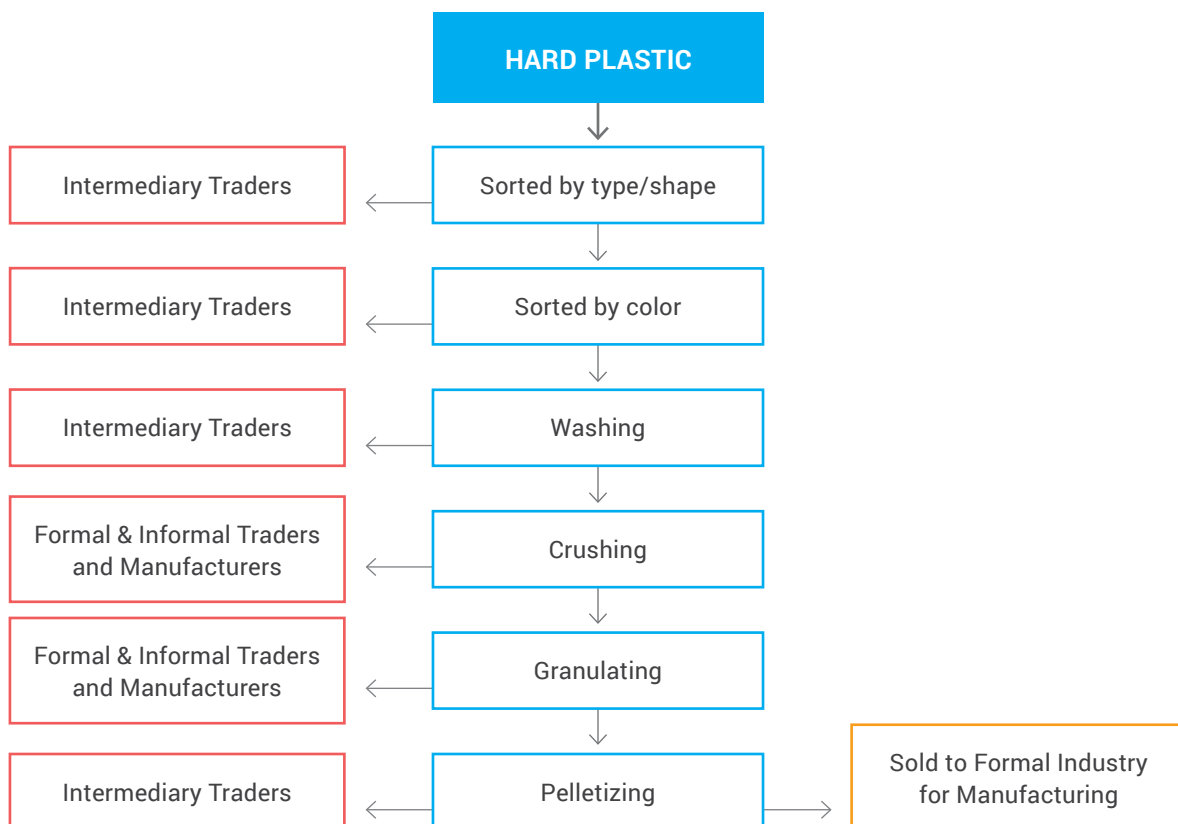 HARD PLASTIC
Intermediary Traders
Sorted by type/shape
Intermediary Traders
Sorted by color
Intermediary Traders
Washing
Formal & Informal Traders
and Manufacturers
Crushing
Formal & Informal Traders
and Manufacturers
Granulating
Intermediary Traders
Pelletizing
Sold to Formal Industry
for Manufacturing